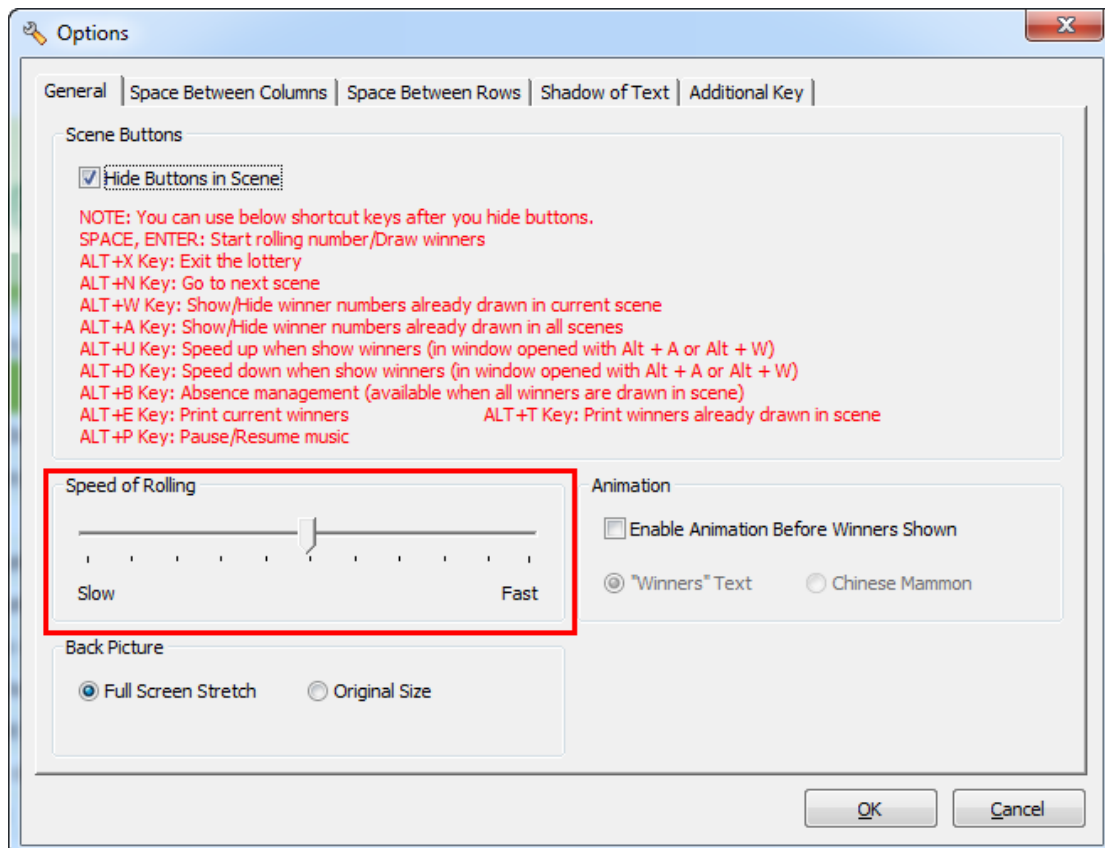 Options
General Space Between Columns Space Between Rows Shadow of Text Additional Key
Scene Buttons
Hide Buttons in Scene
NOTE: You can use below shortcut keys after you hide buttons.
SPACE, ENTER: Start rolling number/Draw winners
ALT+X Key: Exit the lottery
ALT+N Key: Go to next scene
ALT+W Key: Show/Hide winner numbers already drawn in current scene
ALT+A Key: Show/Hide winner numbers already drawn in all scenes
ALT+U Key: Speed up when show winners (in window opened with Alt + A or Alt + W)
ALT+D Key: Speed down when show winners (in window opened with Alt + A or Alt + W)
ALT+B Key: Absence management (available when all winners are drawn in scene)
ALT+E Key: Print current winners ALT+T Key: Print winners already drawn in scene
ALT+P Key: Pause/Resume music
Speed of Rolling
Slow Fast
Animation
Enable Animation Before Winners Shown
"Winners" Text Chinese Mammon
Back Picture
Full Screen Stretch Original Size
OK Cancel